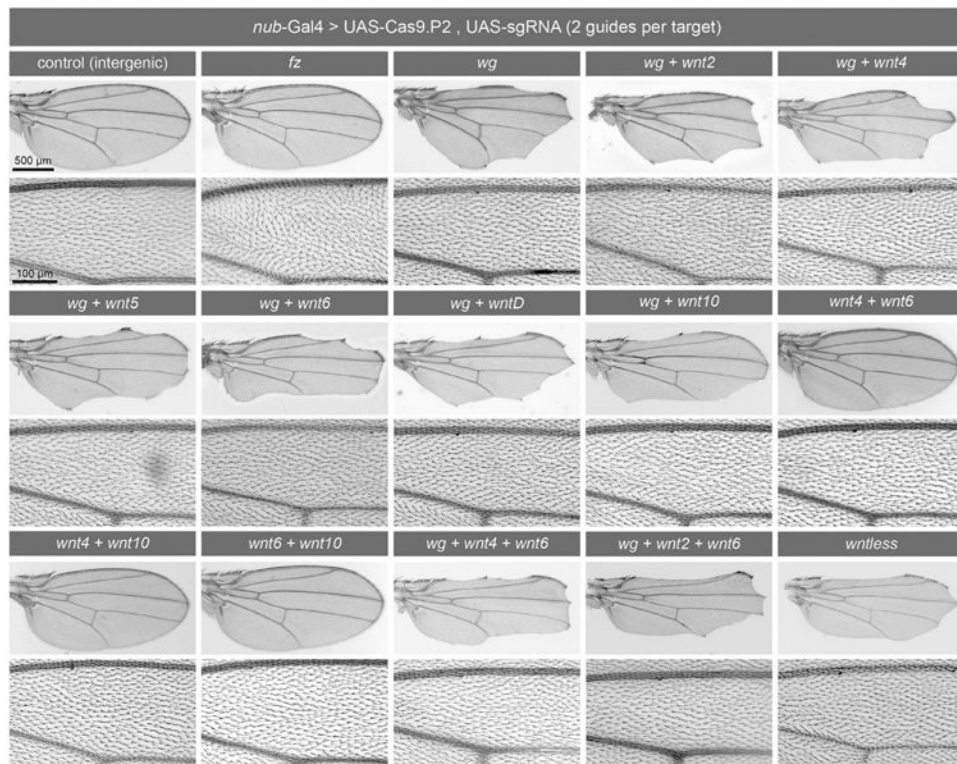 nub-Gal4 > UAS-Cas9.P2 , UAS-sgRNA (2 guides per target)
control (intergenic)
fz
wg
wg + wnt2
wg + wnt4
500 µm
100 µm
wg + wnt5
wg + wnt6
wg + wntD
wg + wnt10
wnt4 + wnt6
wnt4 + wnt10
wnt6 + wnt10
wg + wnt4 + wnt6
wg + wnt2 + wnt6
wntless